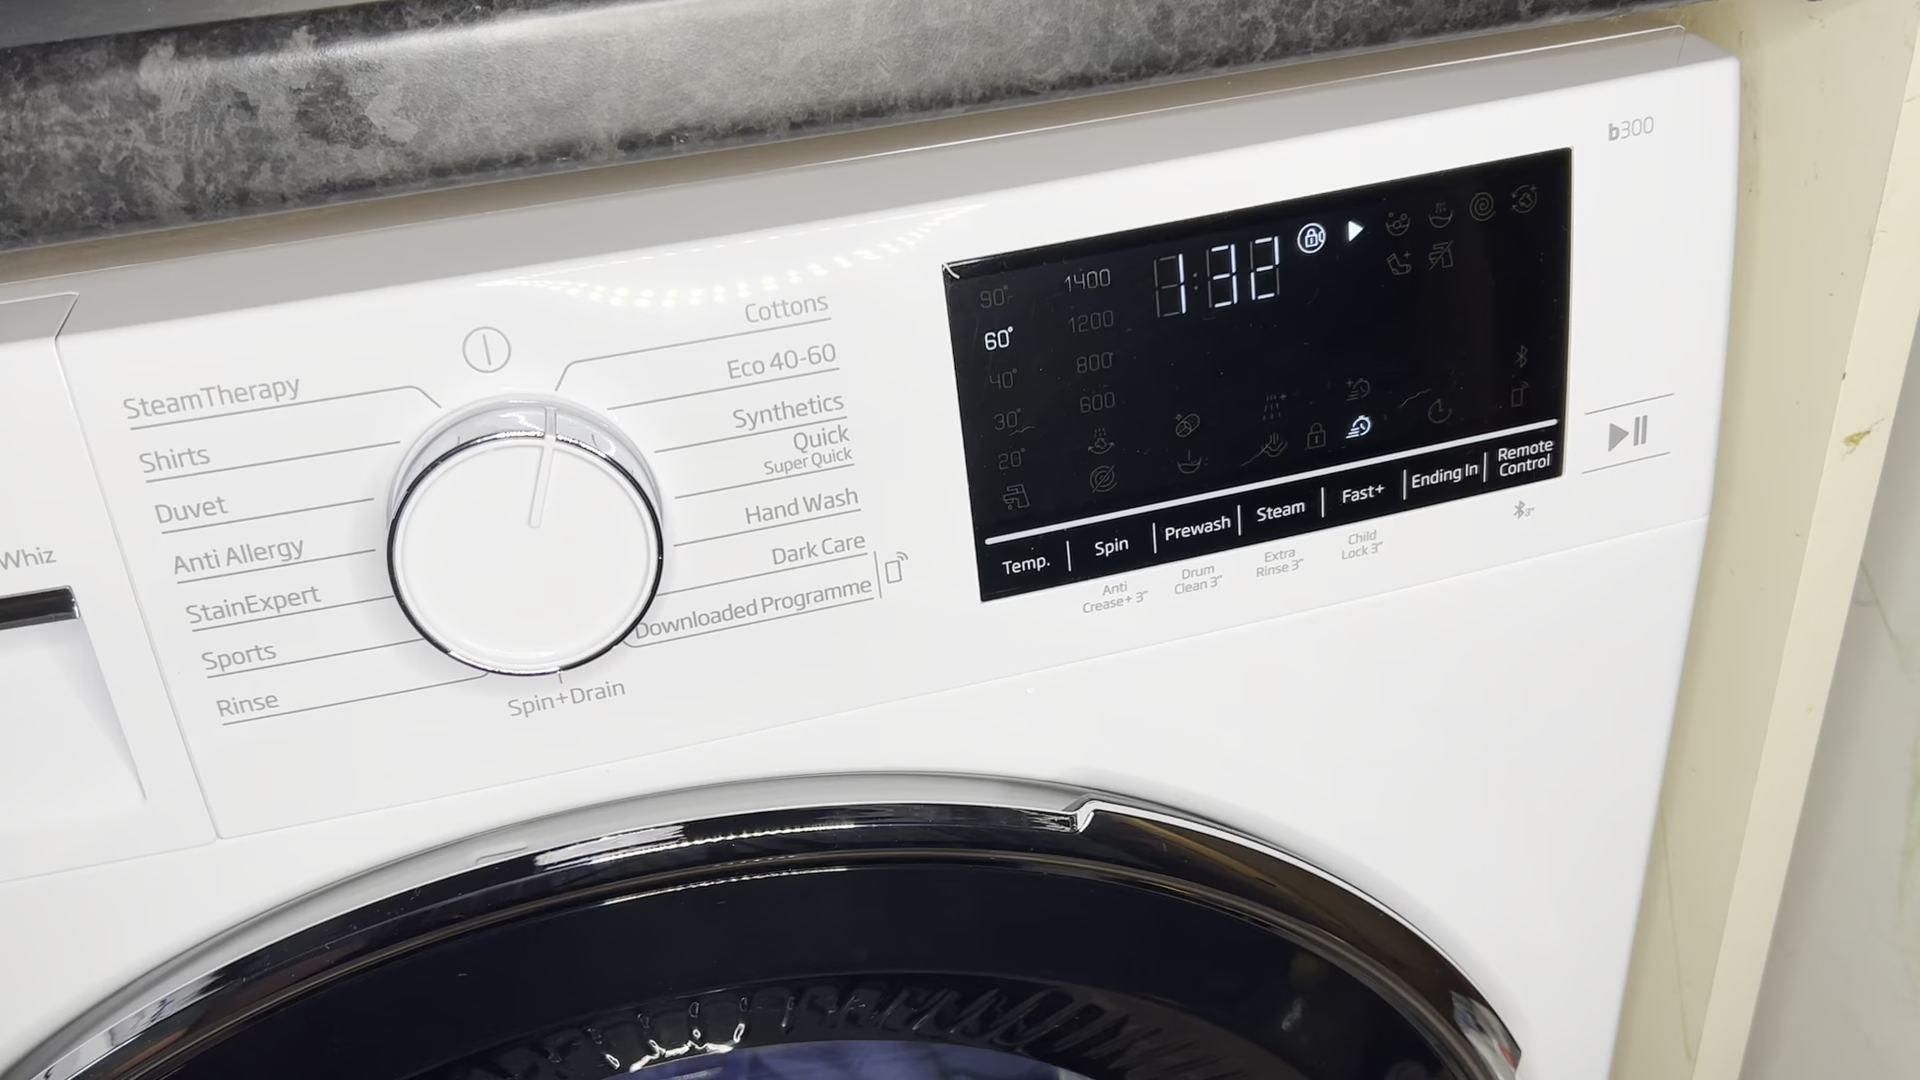 Whiz
SteamTherapy
Shirts
Duvet
Anti Allergy
StainExpert
Sports
Rinse
Spin+Drain
Cottons
Eco 40-60
Synthetics
Quick
Super Quick
Hand Wash
Dark Care
Downloaded Programme
90°
60°
40°
30°
20°
1400
1200
800
600
1:32
Temp.
Spin
Prewash
Steam
Fast+
Ending In
Remote
Control
Anti
Crease+ 3"
Drum
Clean 3"
Extra
Rinse 3"
Child
Lock 3"
3"
b300